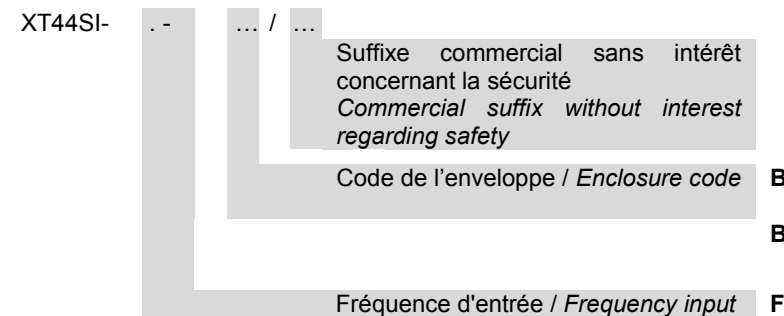 XT44SI- . - … / …
Suffixe commercial sans intérêt
concernant la sécurité
Commercial suffix without interest
regarding safety
Code de l’enveloppe / Enclosure code B
B
Fréquence d'entrée / Frequency input F